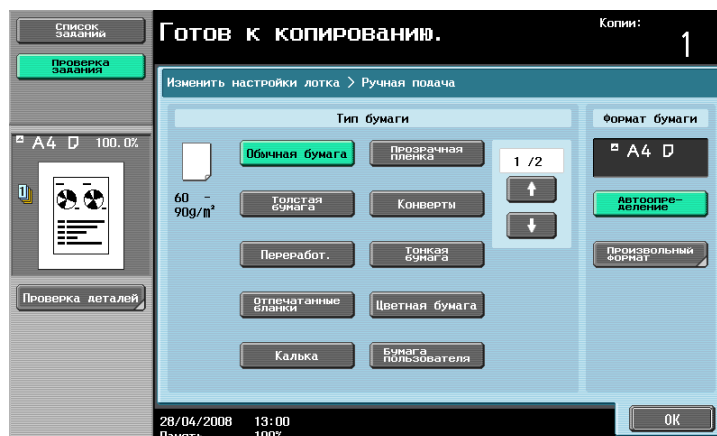 Список
заданий
Готов к копированию.
Копии:
1
Проверка
задания
Изменить настройки лотка > Ручная подача
Тип бумаги
Формат бумаги
A4 100.0%
Обычная бумага
Прозрачная
пленка
1 /2
A4
60 -
90g/m²
Толстая
бумага
Конверты
Автоопре-
деление
Переработ.
Тонкая
бумага
Произвольный
формат
Проверка деталей
Отпечатанные
бланки
Цветная бумага
Калька
Бумага
пользователя
28/04/2008 13:00
Память: 100%
OK